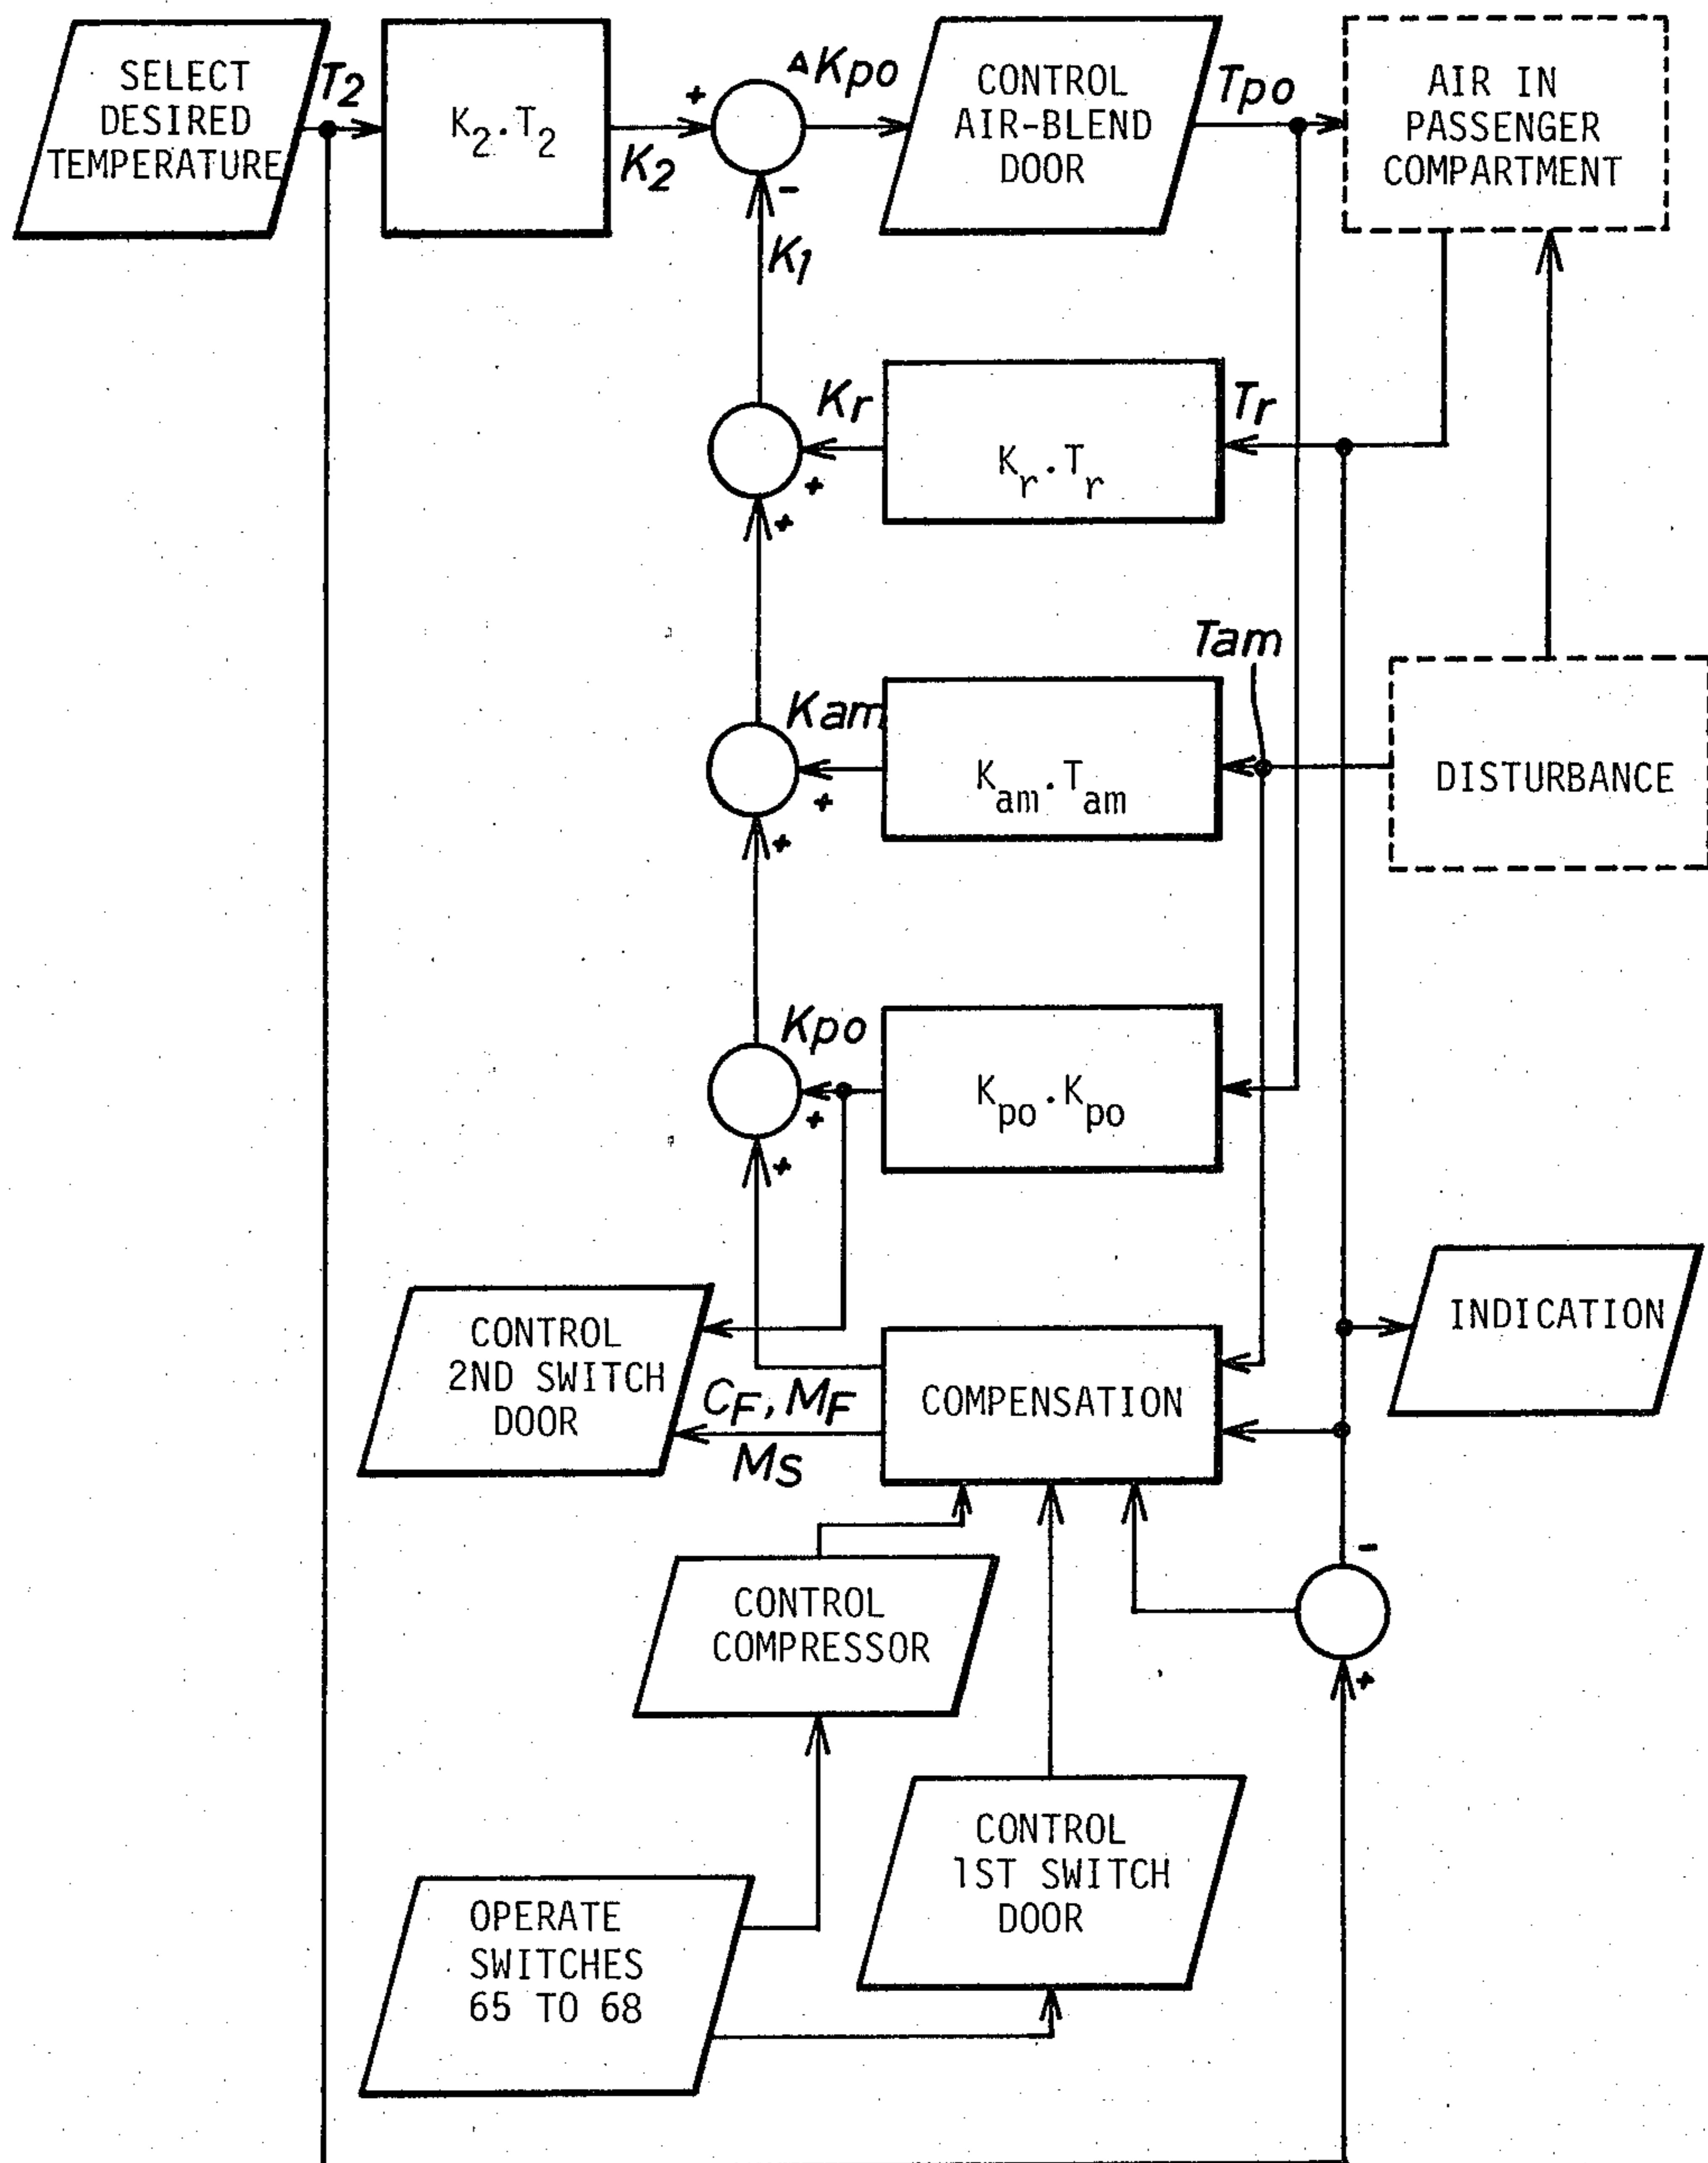 SELECT
DESIRED
TEMPERATURE
T2
K2.T2
K2
+
-
ΔKpo
CONTROL
AIR-BLEND
DOOR
Tpo
AIR IN
PASSENGER
COMPARTMENT
K1
Kr
+
+
Kr.Tr
Tr
Tam
Kam
+
+
Kam.Tam
DISTURBANCE
Kpo
+
+
Kpo.Kpo
CONTROL
2ND SWITCH
DOOR
CF, MF
MS
COMPENSATION
INDICATION
-
+
CONTROL
COMPRESSOR
CONTROL
1ST SWITCH
DOOR
OPERATE
SWITCHES
65 TO 68